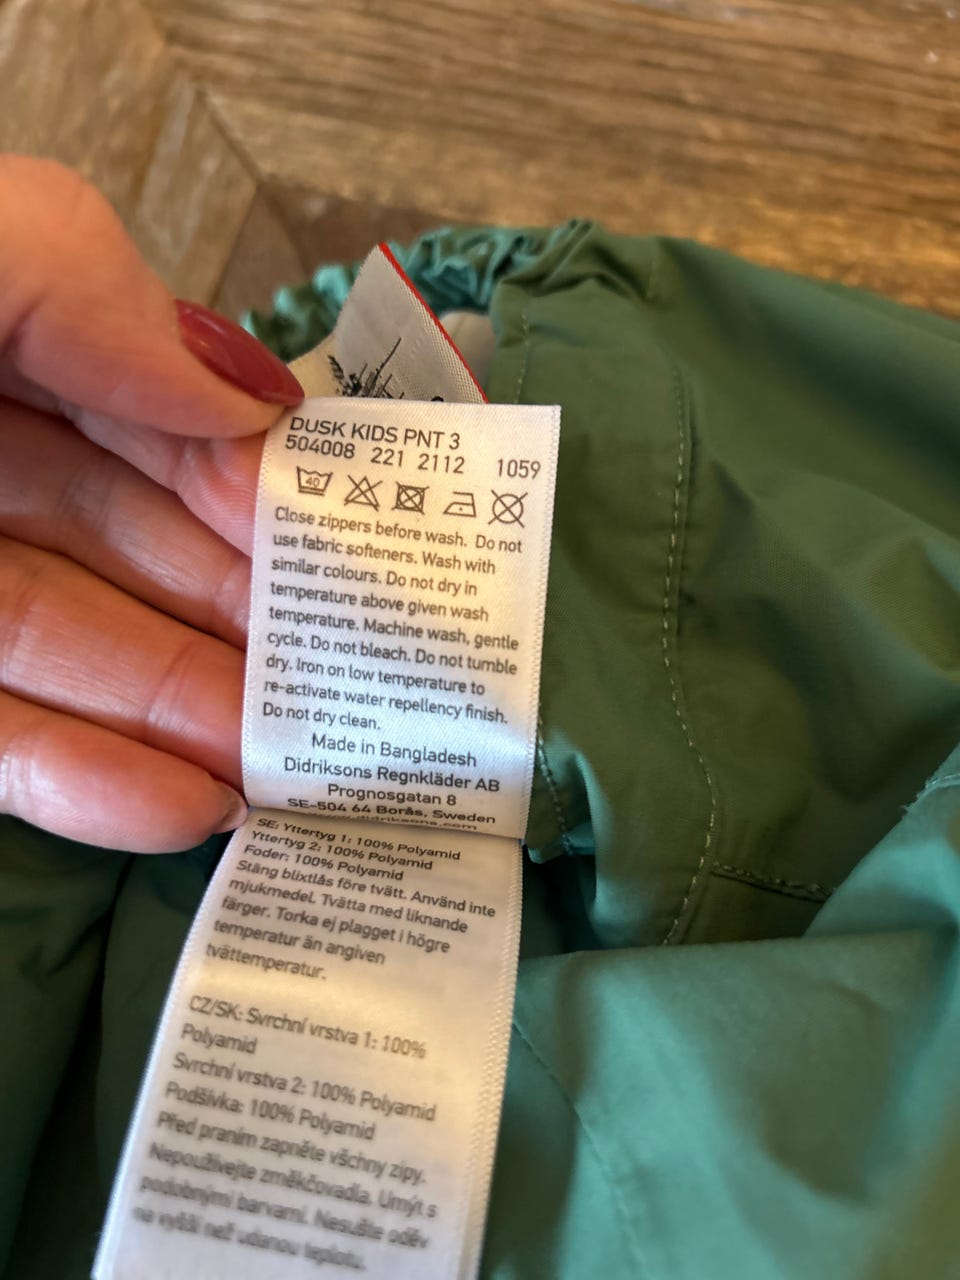 DUSK KIDS PNT 3
504008 221 2112 1059
40
Close zippers before wash. Do not
use fabric softeners. Wash with
similar colours. Do not dry in
temperature above given wash
temperature. Machine wash, gentle
cycle. Do not bleach. Do not tumble
dry. Iron on low temperature to
re-activate water repellency finish.
Do not dry clean.
Made in Bangladesh
Didriksons Regnkläder AB
Prognosgatan 8
SE-504 64 Borås, Sweden
www.didriksons.com
SE: Yttertyg 1: 100% Polyamid
Yttertyg 2: 100% Polyamid
Foder: 100% Polyamid
Stäng blixtlås före tvätt. Använd inte
mjukmedel. Tvätta med liknande
färger. Torka ej plagget i högre
temperatur än angiven
tvättemperatur.
CZ/SK: Svrchní vrstva 1: 100%
Polyamid
Svrchní vrstva 2: 100% Polyamid
Podšívka: 100% Polyamid
Před praním zapněte všchny zipy.
Nepoužívejte změkčovadla. Umýt s
podobnými barvami. Nesušte oděv
na vyšší než udanou teplotu.